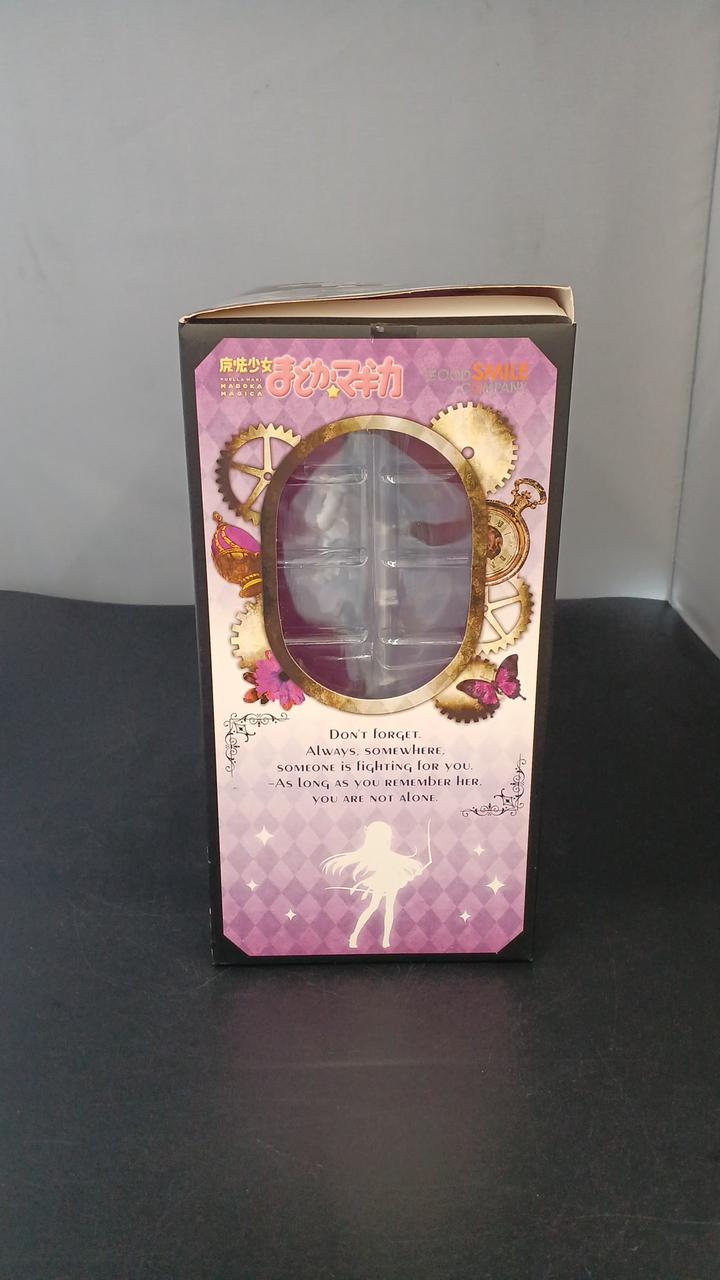 魔法少女
まどか☆マギカ
PUELLA MAGI
MADOKA
MAGICA
GOOD SMILE
COMPANY
Don't forget.
Always, somewhere,
someone is fighting for you.
-As long as you remember her,
you are not alone.